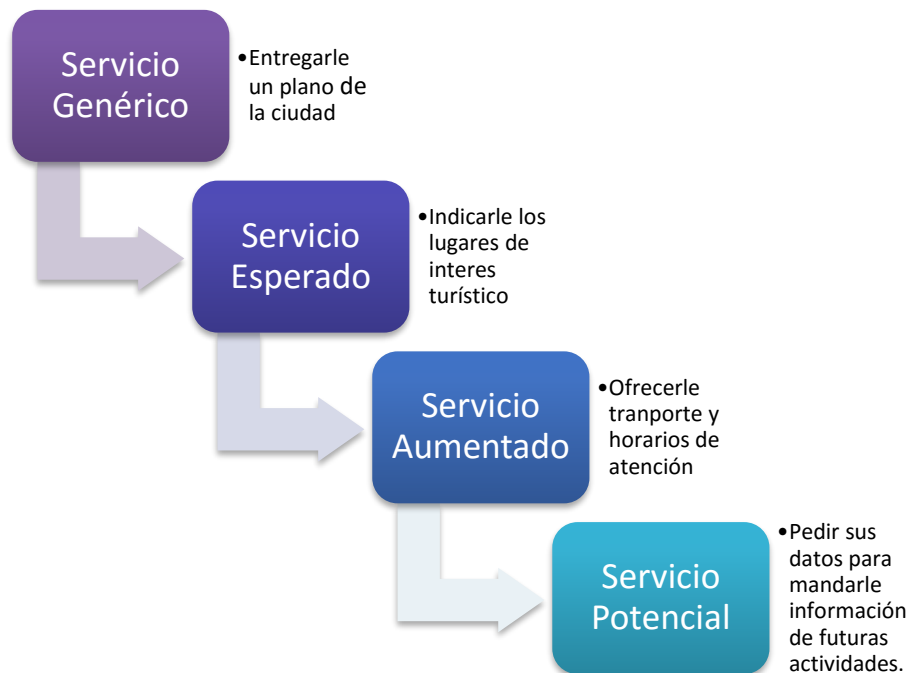 Servicio
Genérico
•Entregarle
un plano de
la ciudad
Servicio
Esperado
•Indicarle los
lugares de
interes
turístico
Servicio
Aumentado
•Ofrecerle
tranporte y
horarios de
atención
Servicio
Potencial
•Pedir sus
datos para
mandarle
información
de futuras
actividades.